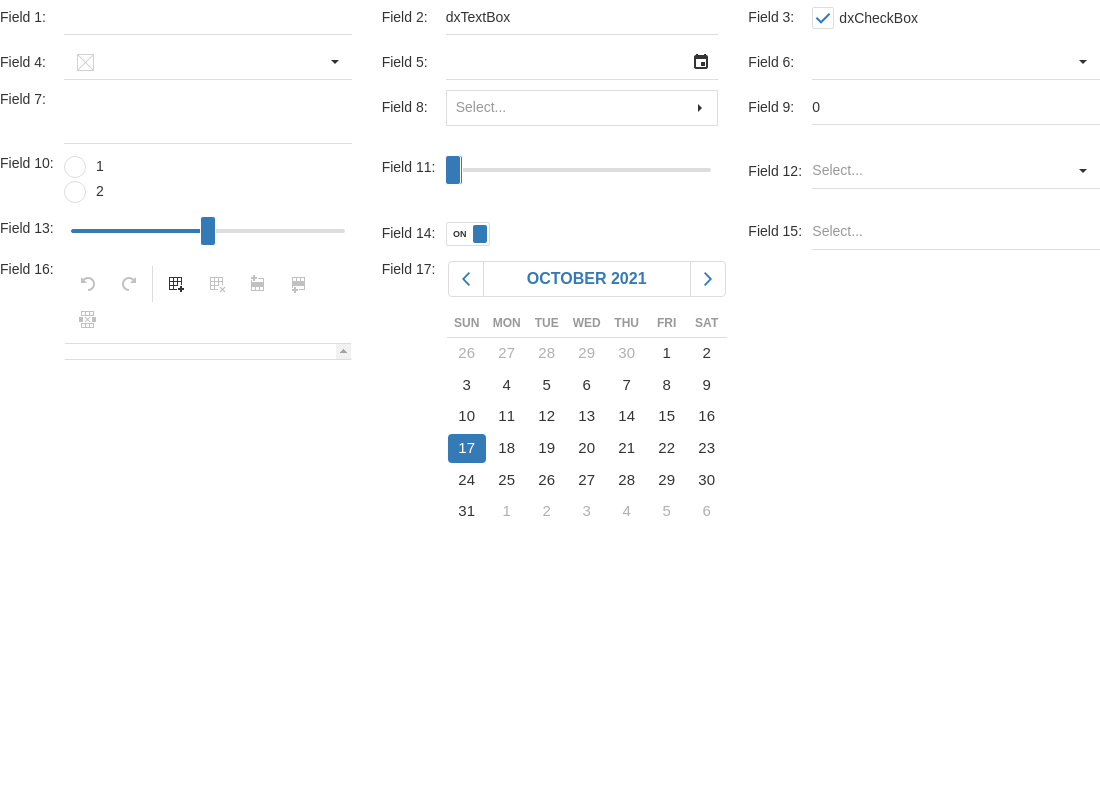 Field 1:
Field 2: dxTextBox
Field 3: dxCheckBox
Field 4:
Field 5:
Field 6:
Field 7:
Field 8: Select...
Field 9: 0
Field 10: 1
2
Field 11:
Field 12: Select...
Field 13:
Field 14: ON
Field 15: Select...
Field 16:
Field 17: OCTOBER 2021
SUN MON TUE WED THU FRI SAT
26 27 28 29 30 1 2
3 4 5 6 7 8 9
10 11 12 13 14 15 16
17 18 19 20 21 22 23
24 25 26 27 28 29 30
31 1 2 3 4 5 6